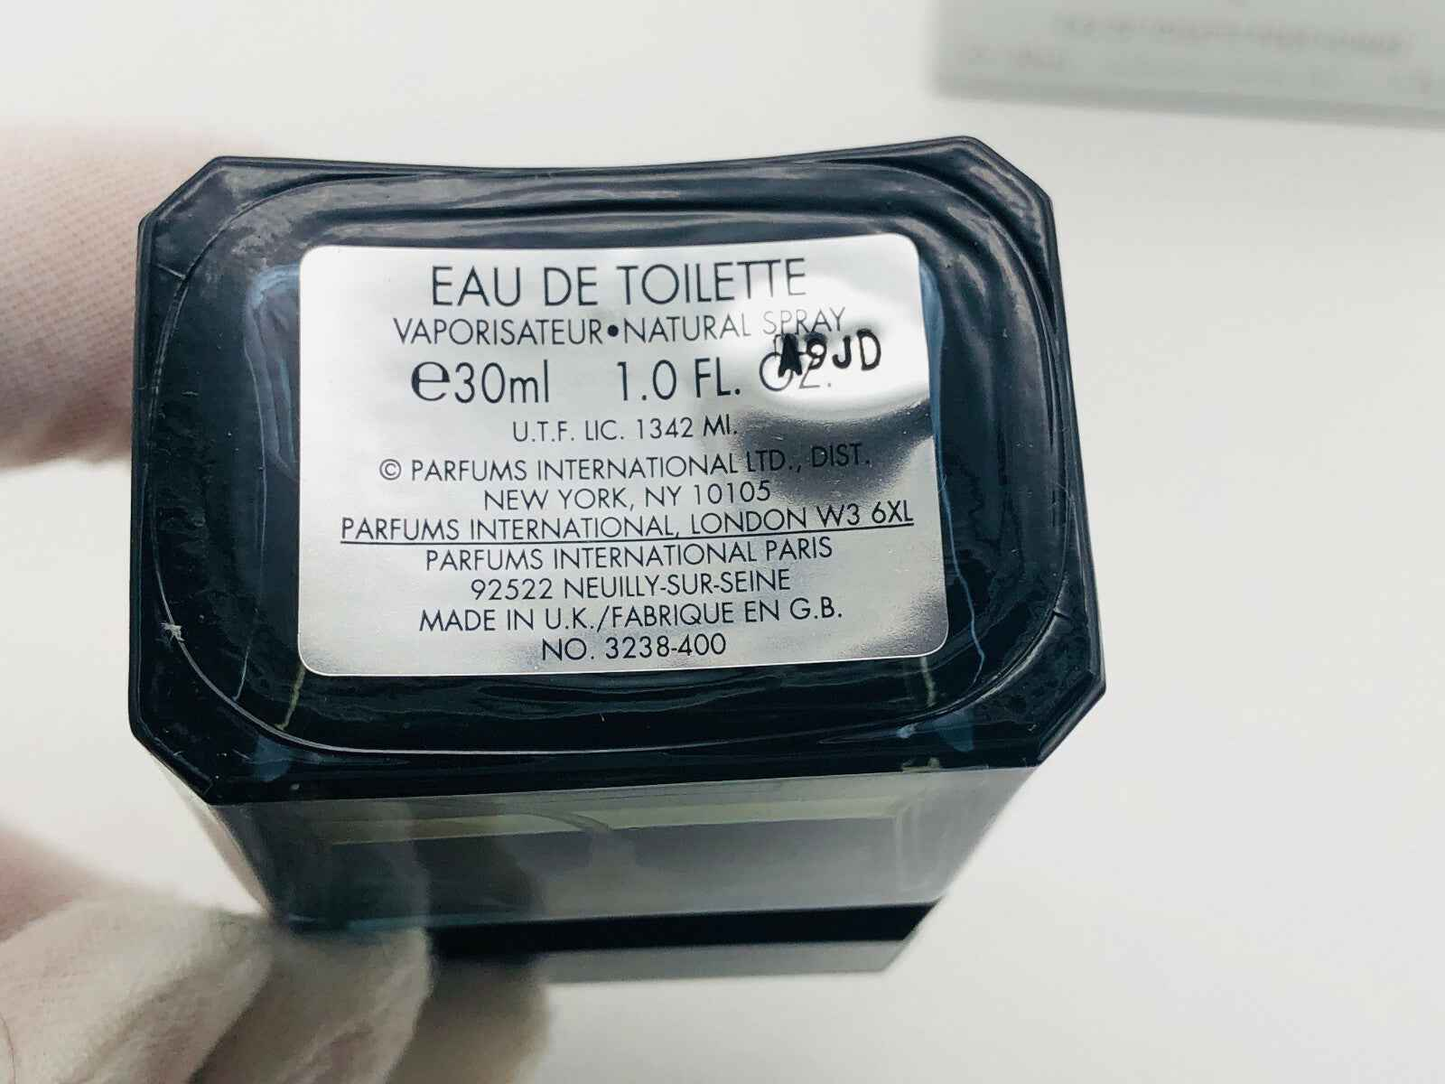 EAU DE TOILETTE
VAPORISATEUR•NATURAL SPRAY
A9JD
℮30ml 1.0 FL. OZ.
U.T.F. LIC. 1342 MI.
© PARFUMS INTERNATIONAL LTD., DIST.
NEW YORK, NY 10105
PARFUMS INTERNATIONAL, LONDON W3 6XL
PARFUMS INTERNATIONAL PARIS
92522 NEUILLY-SUR-SEINE
MADE IN U.K./FABRIQUE EN G.B.
NO. 3238-400